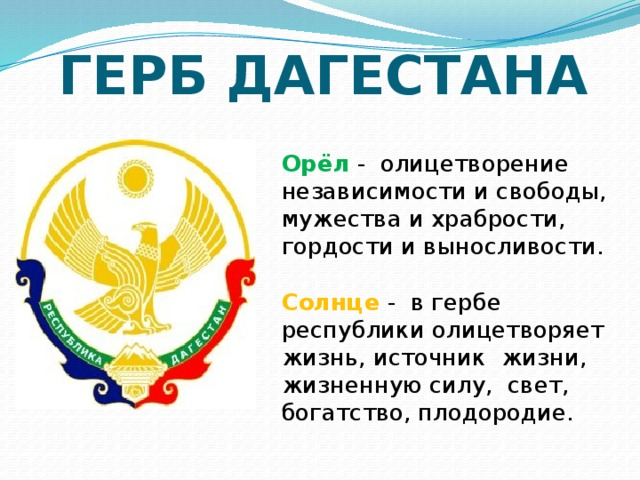 ГЕРБ ДАГЕСТАНА
Орёл - олицетворение
независимости и свободы,
мужества и храбрости,
гордости и выносливости.
Солнце - в гербе
республики олицетворяет
жизнь, источник жизни,
жизненную силу, свет,
богатство, плодородие.
РЕСПУБЛИКА
ДАГЕСТАН